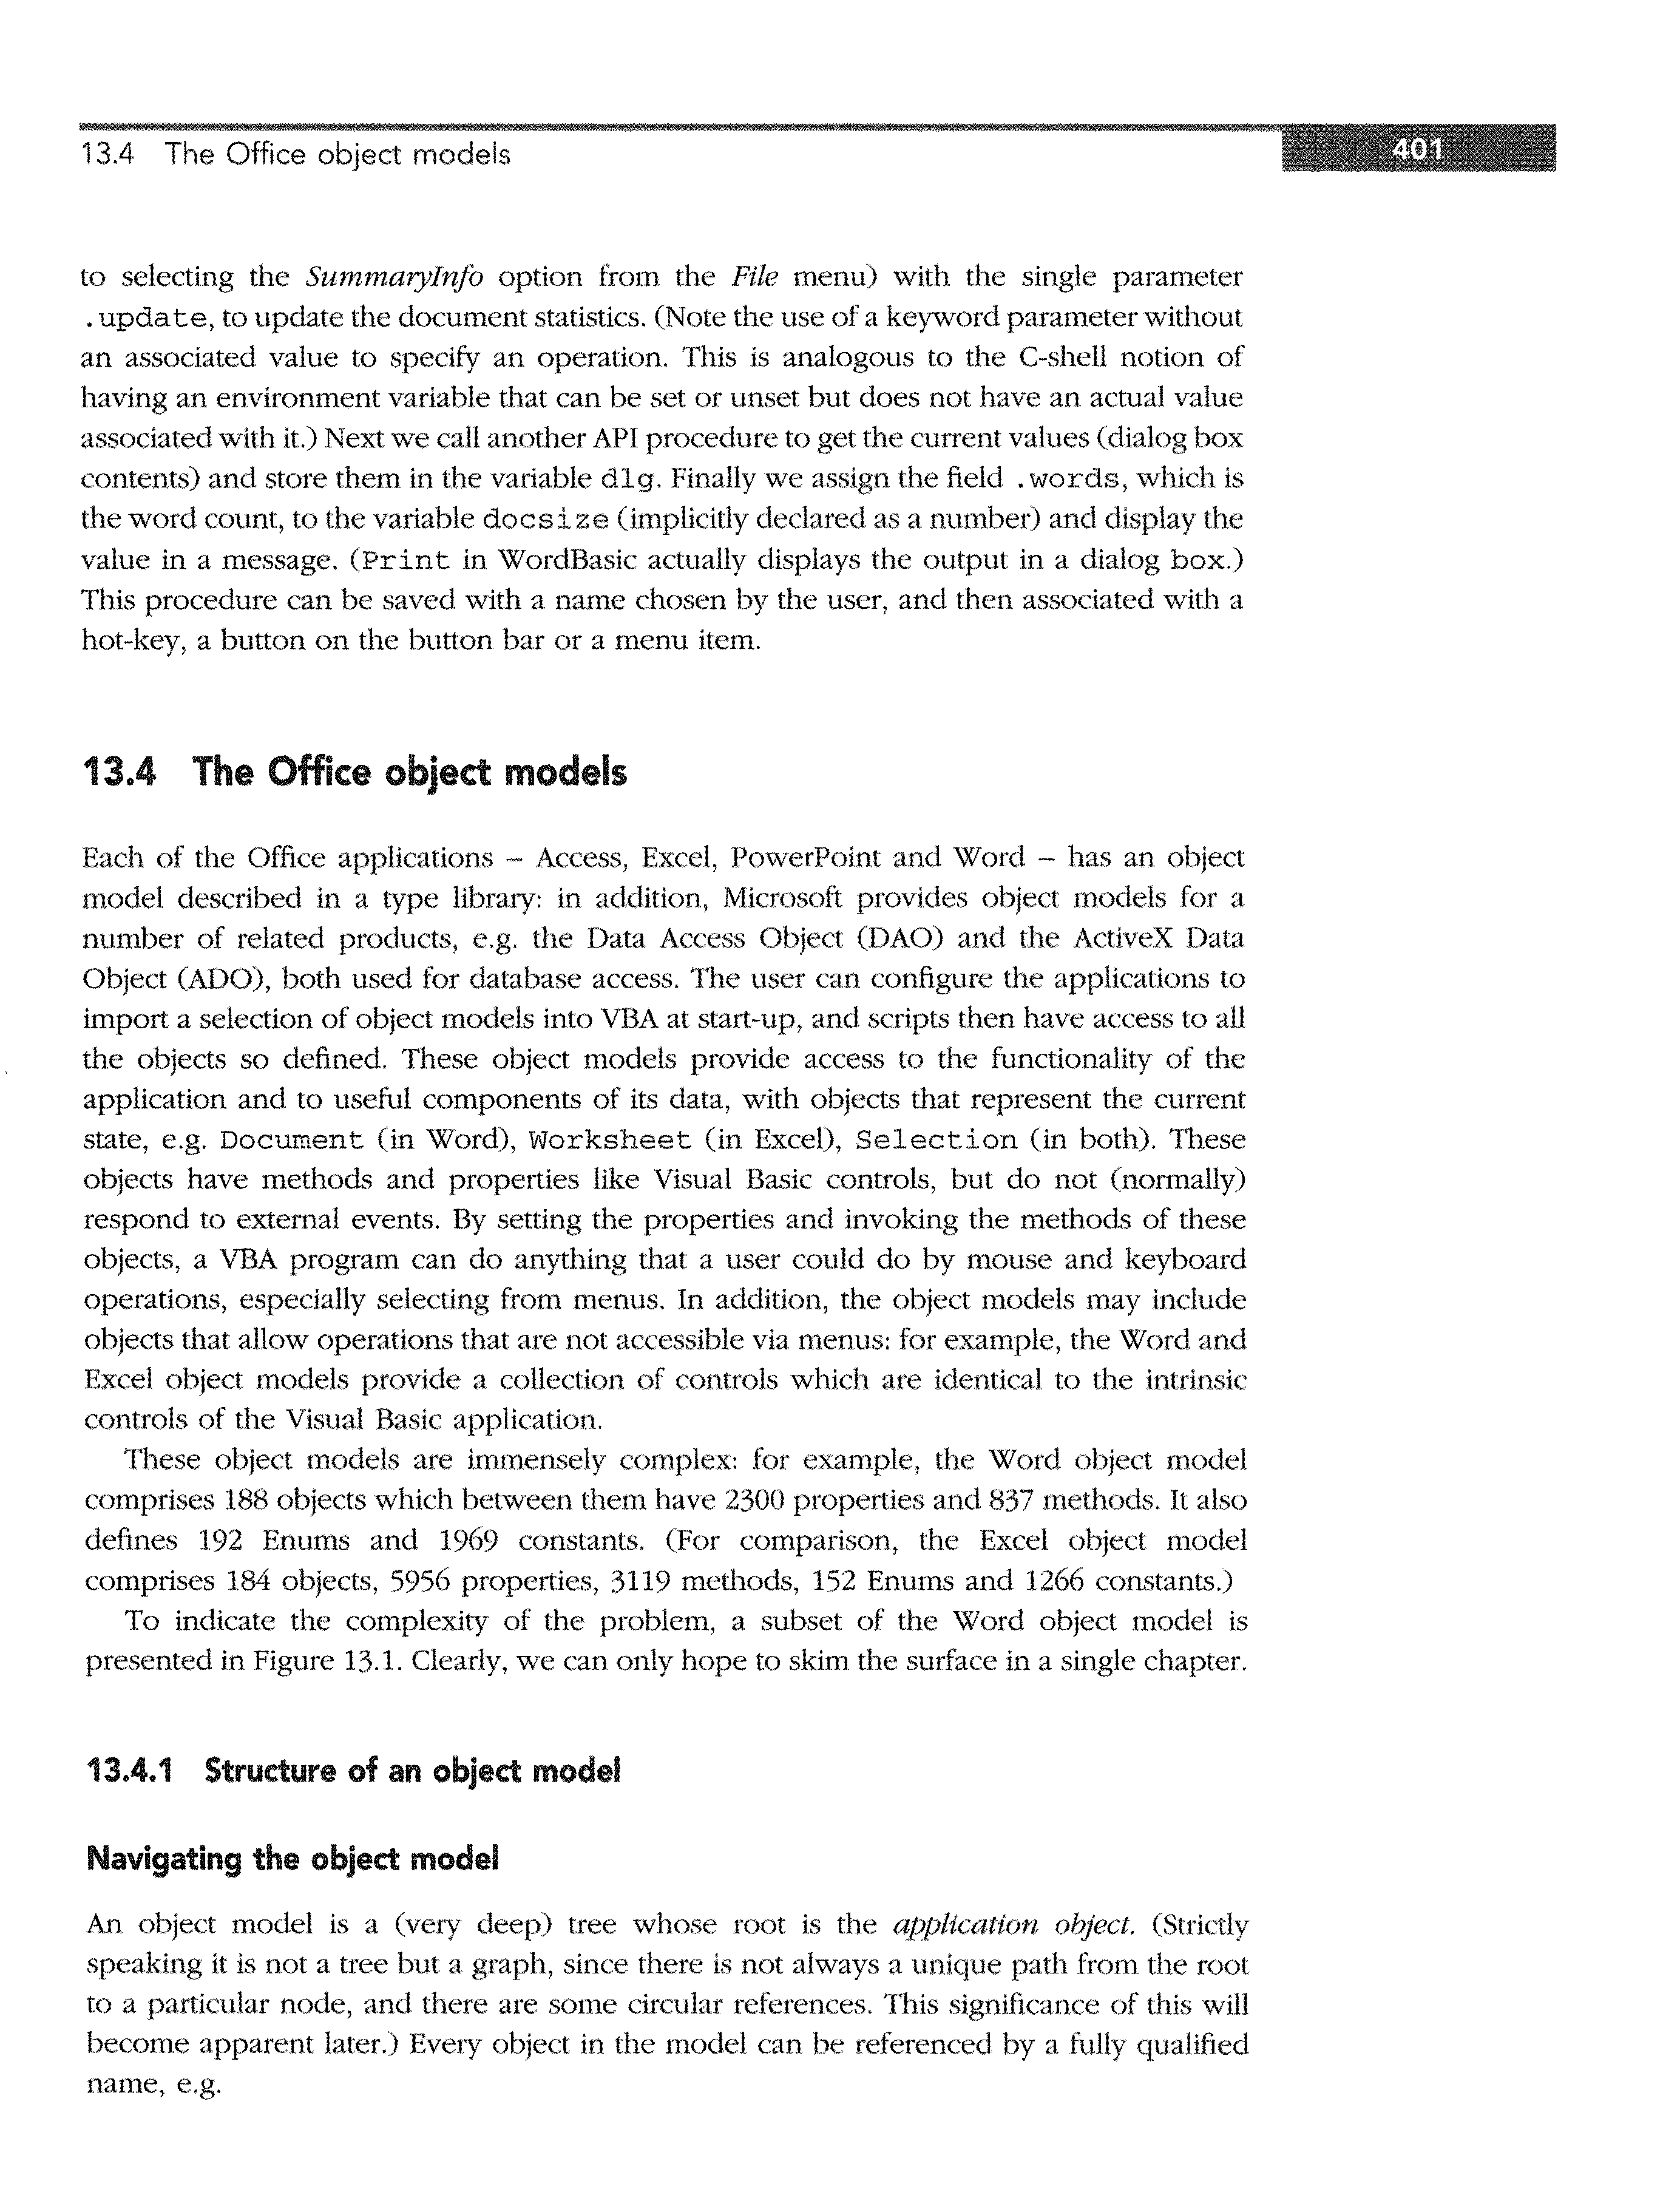 13.4 The Office object models
401
to selecting the SummaryInfo option from the File menu) with the single parameter
.update, to update the document statistics. (Note the use of a keyword parameter without
an associated value to specify an operation. This is analogous to the C-shell notion of
having an environment variable that can be set or unset but does not have an actual value
associated with it.) Next we call another API procedure to get the current values (dialog box
contents) and store them in the variable dlg. Finally we assign the field .words, which is
the word count, to the variable docsize (implicitly declared as a number) and display the
value in a message. (Print in WordBasic actually displays the output in a dialog box.)
This procedure can be saved with a name chosen by the user, and then associated with a
hot-key, a button on the button bar or a menu item.
13.4 The Office object models
Each of the Office applications – Access, Excel, PowerPoint and Word – has an object
model described in a type library: in addition, Microsoft provides object models for a
number of related products, e.g. the Data Access Object (DAO) and the ActiveX Data
Object (ADO), both used for database access. The user can configure the applications to
import a selection of object models into VBA at start-up, and scripts then have access to all
the objects so defined. These object models provide access to the functionality of the
application and to useful components of its data, with objects that represent the current
state, e.g. Document (in Word), Worksheet (in Excel), Selection (in both). These
objects have methods and properties like Visual Basic controls, but do not (normally)
respond to external events. By setting the properties and invoking the methods of these
objects, a VBA program can do anything that a user could do by mouse and keyboard
operations, especially selecting from menus. In addition, the object models may include
objects that allow operations that are not accessible via menus: for example, the Word and
Excel object models provide a collection of controls which are identical to the intrinsic
controls of the Visual Basic application.
These object models are immensely complex: for example, the Word object model
comprises 188 objects which between them have 2300 properties and 837 methods. It also
defines 192 Enums and 1969 constants. (For comparison, the Excel object model
comprises 184 objects, 5956 properties, 3119 methods, 152 Enums and 1266 constants.)
To indicate the complexity of the problem, a subset of the Word object model is
presented in Figure 13.1. Clearly, we can only hope to skim the surface in a single chapter.
13.4.1 Structure of an object model
Navigating the object model
An object model is a (very deep) tree whose root is the application object. (Strictly
speaking it is not a tree but a graph, since there is not always a unique path from the root
to a particular node, and there are some circular references. This significance of this will
become apparent later.) Every object in the model can be referenced by a fully qualified
name, e.g.